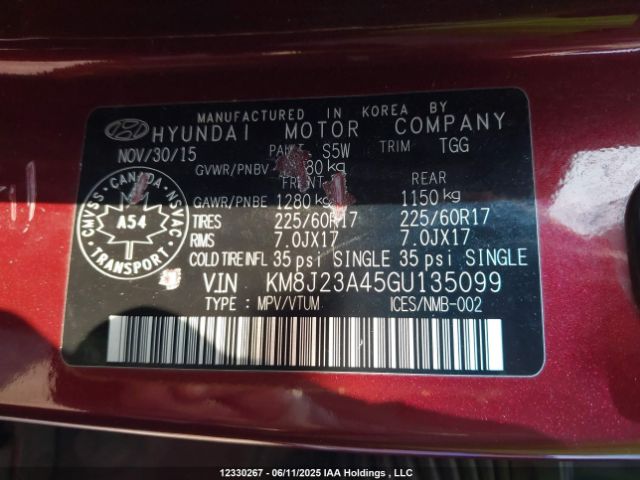 MANUFACTURED IN KOREA BY
HYUNDAI MOTOR COMPANY
NOV/30/15 S5W TRIM TGG
GVWR/PNBV kg
FRONT REAR
GAWR/PNBE 1280kg 1150kg
TIRES 225/60R17 225/60R17
RIMS 7.0JX17 7.0JX17
COLD TIRE INFL 35 psi SINGLE 35 psi SINGLE
VIN KM8J23A45GU135099
TYPE : MPV/VTUM ICES/NMB-002
CMVSS · CANADA · NSVAC
A54
TRANSPORT
12330267 - 06/11/2025 IAA Holdings , LLC